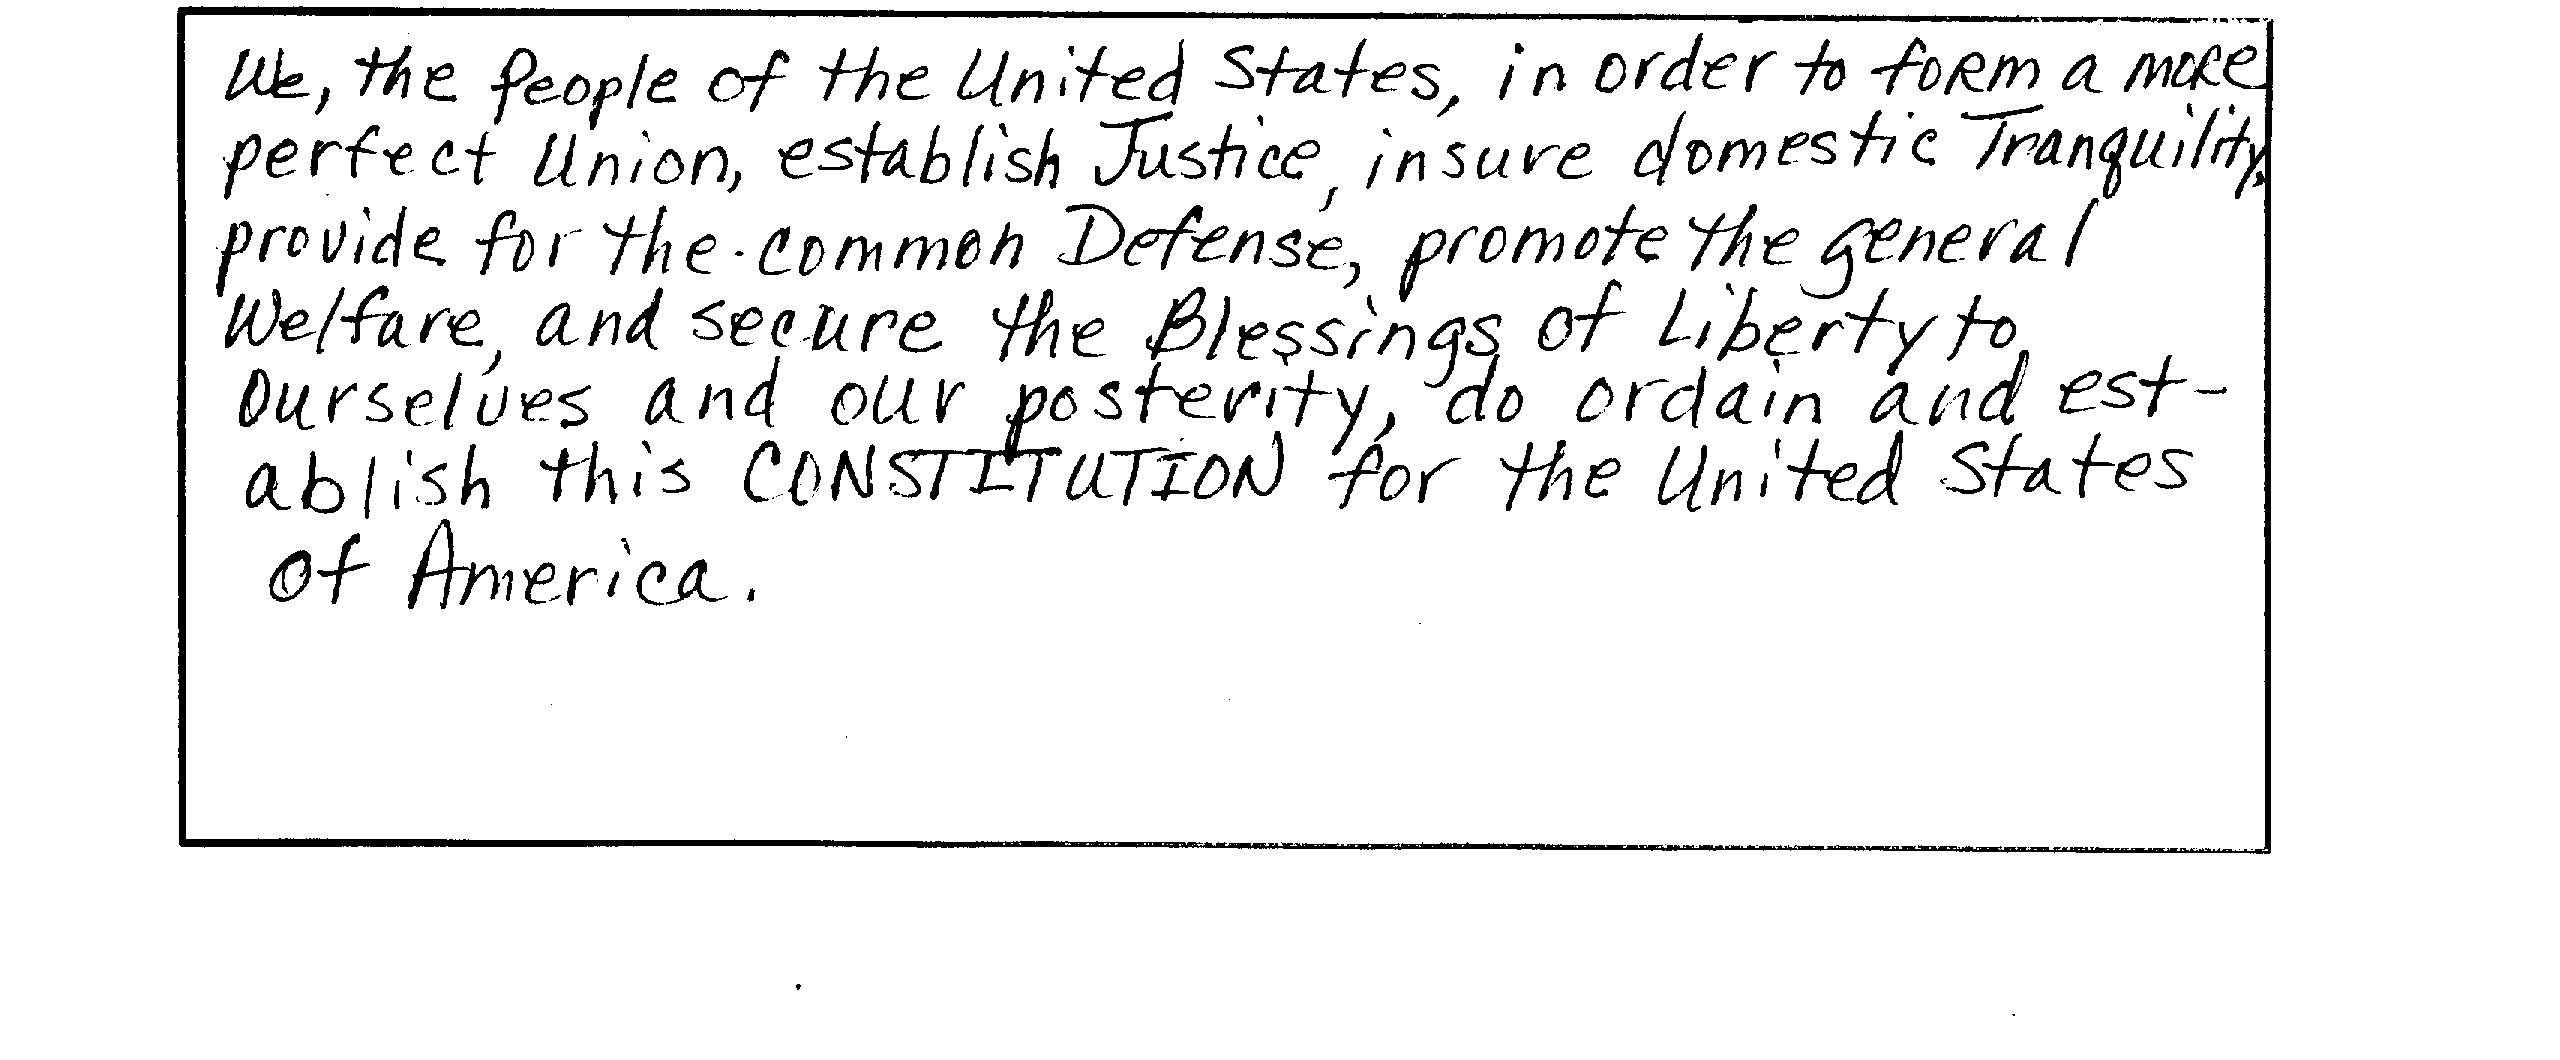 We, the people of the United States, in order to form a more
perfect Union, establish Justice, insure domestic Tranquility,
provide for the common Defense, promote the general
Welfare, and secure the Blessings of Liberty to
ourselves and our posterity, do ordain and est-
ablish this CONSTITUTION for the United States
of America.